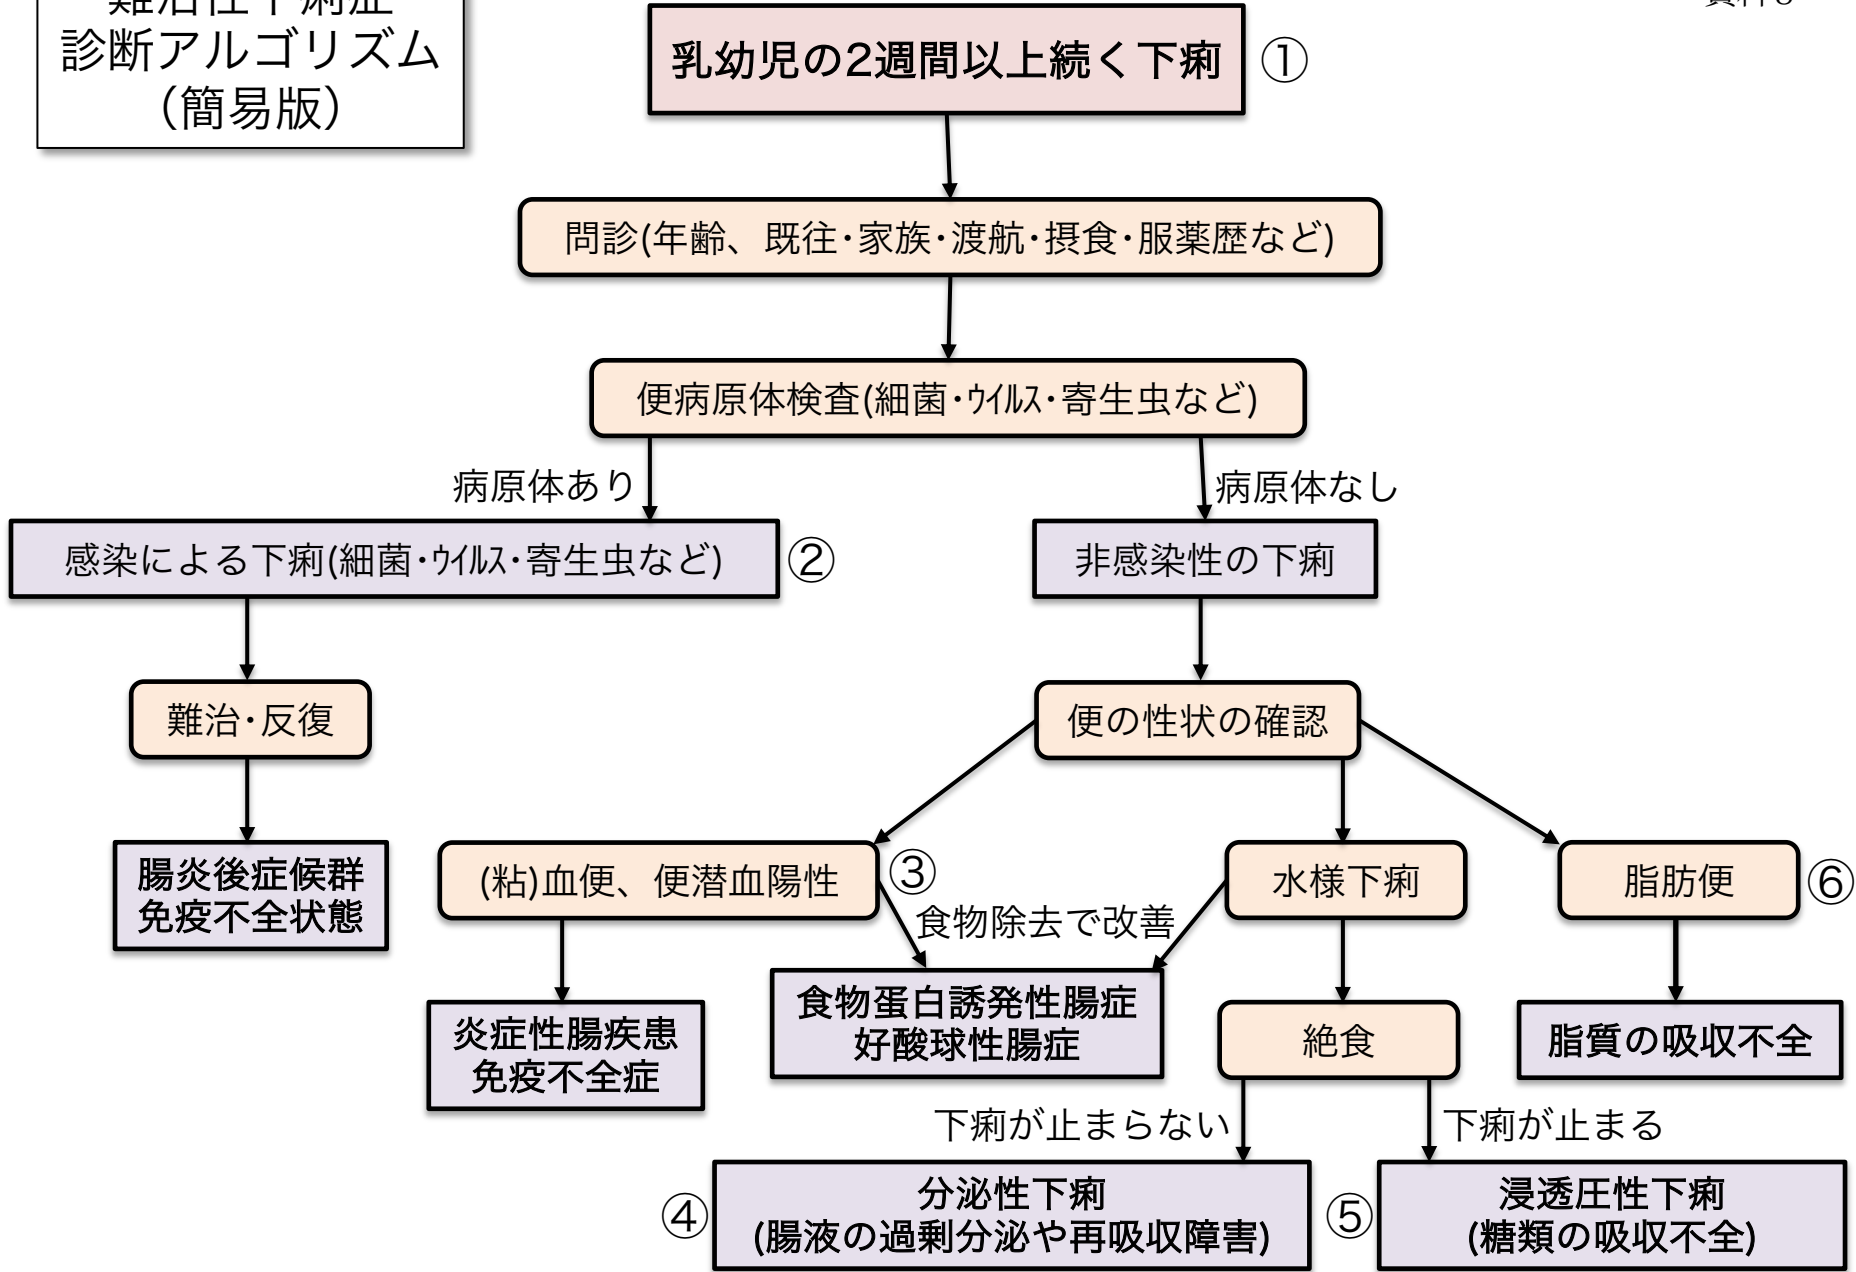 難治性下痢症
診断アルゴリズム
（簡易版）
資料3
乳幼児の2週間以上続く下痢
①
問診(年齢、既往･家族･渡航･摂食･服薬歴など)
便病原体検査(細菌･ｳｲﾙｽ･寄生虫など)
病原体あり
病原体なし
感染による下痢(細菌･ｳｲﾙｽ･寄生虫など)
②
非感染性の下痢
難治･反復
便の性状の確認
腸炎後症候群
免疫不全状態
(粘)血便、便潜血陽性
③
水様下痢
脂肪便
⑥
食物除去で改善
炎症性腸疾患
免疫不全症
食物蛋白誘発性腸症
好酸球性腸症
絶食
脂質の吸収不全
下痢が止まらない
下痢が止まる
④
分泌性下痢
(腸液の過剰分泌や再吸収障害)
⑤
浸透圧性下痢
(糖類の吸収不全)